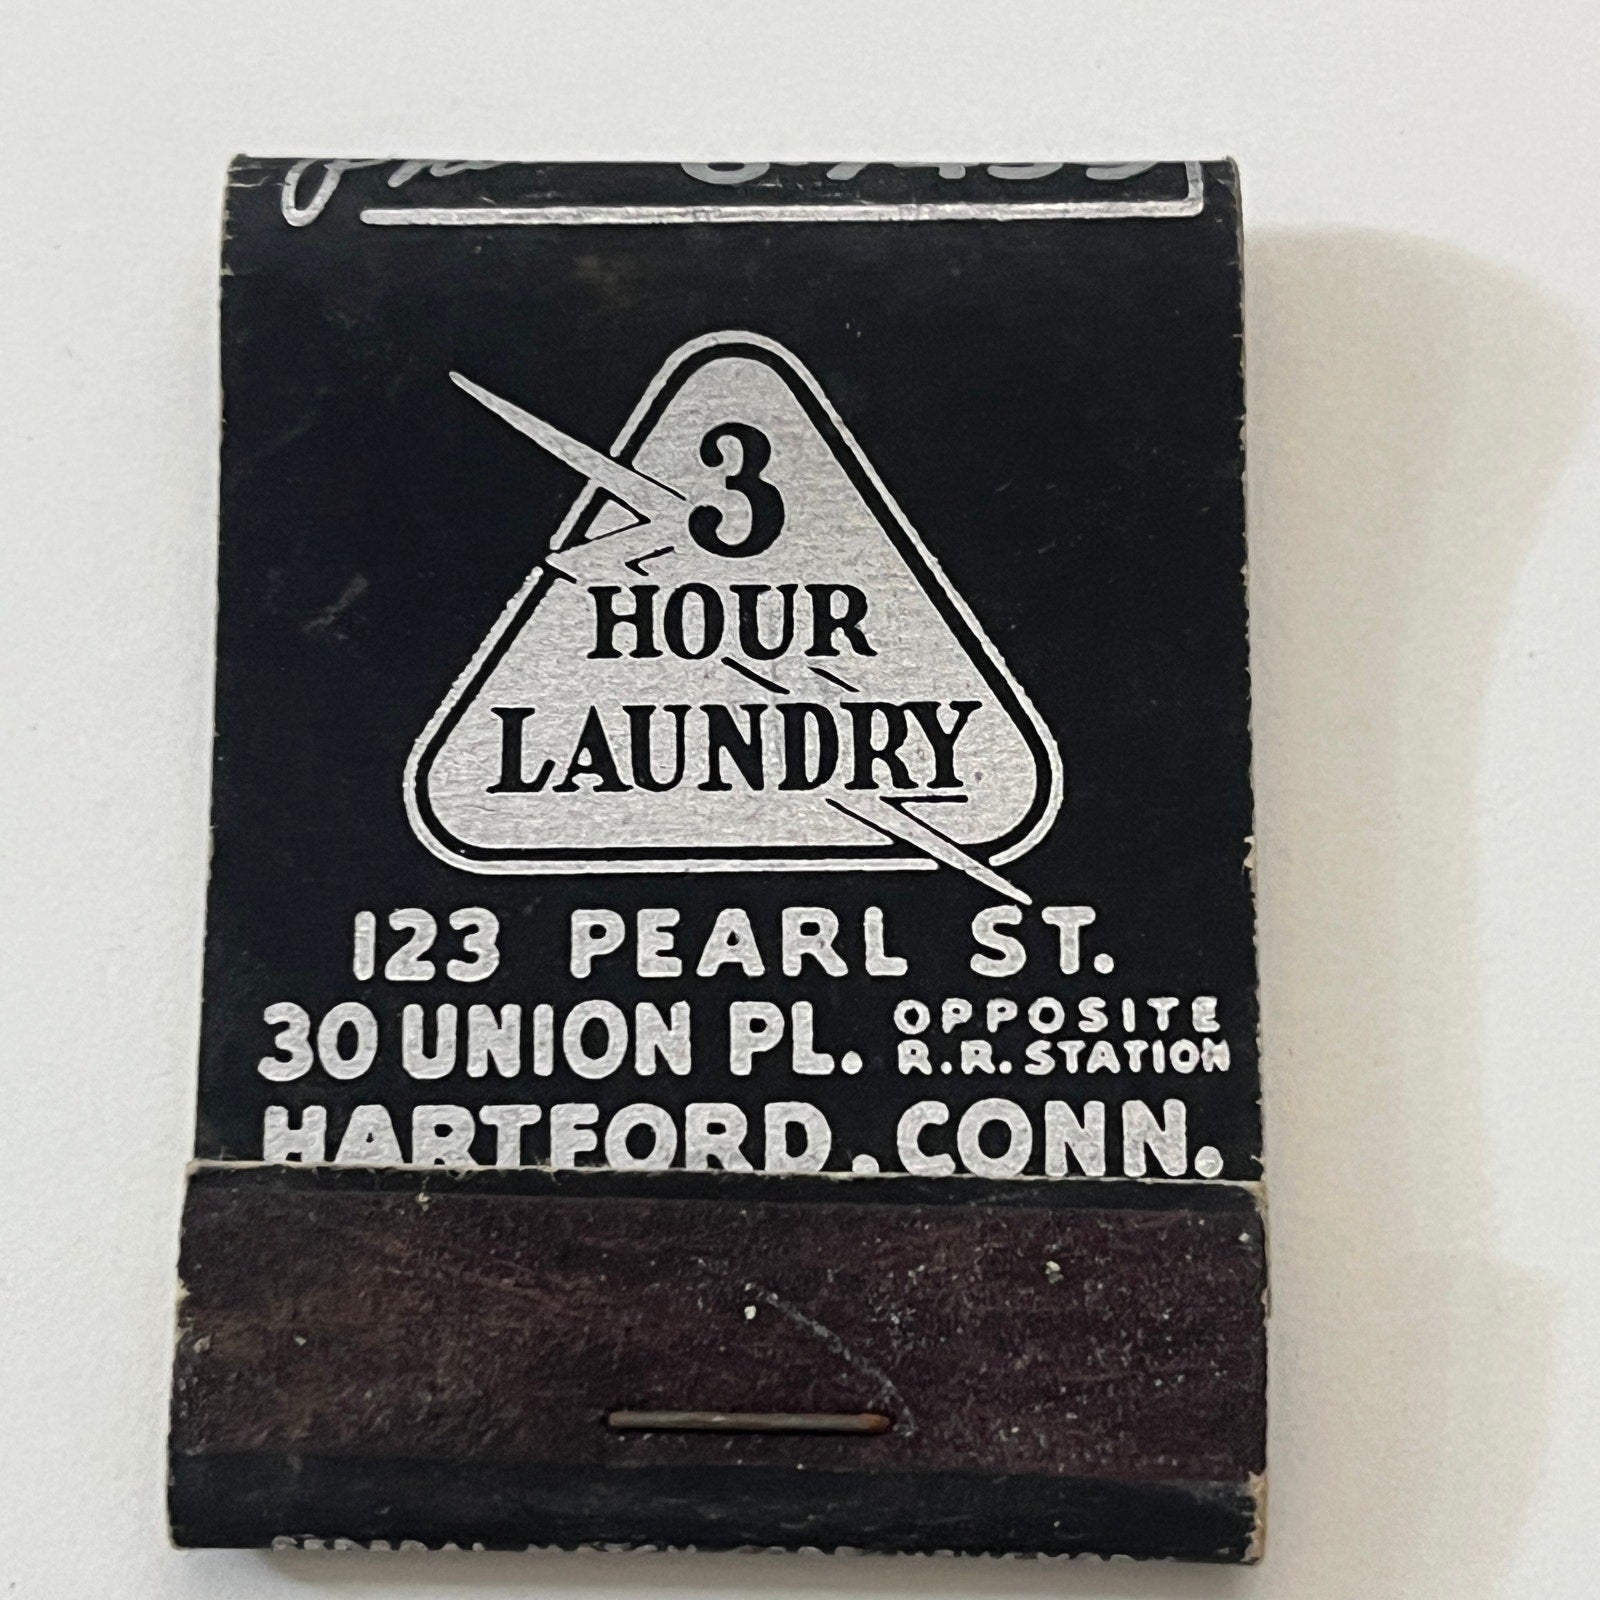 3
HOUR
LAUNDRY
123 PEARL ST.
30 UNION PL. OPPOSITE
R.R. STATION
HARTFORD, CONN.